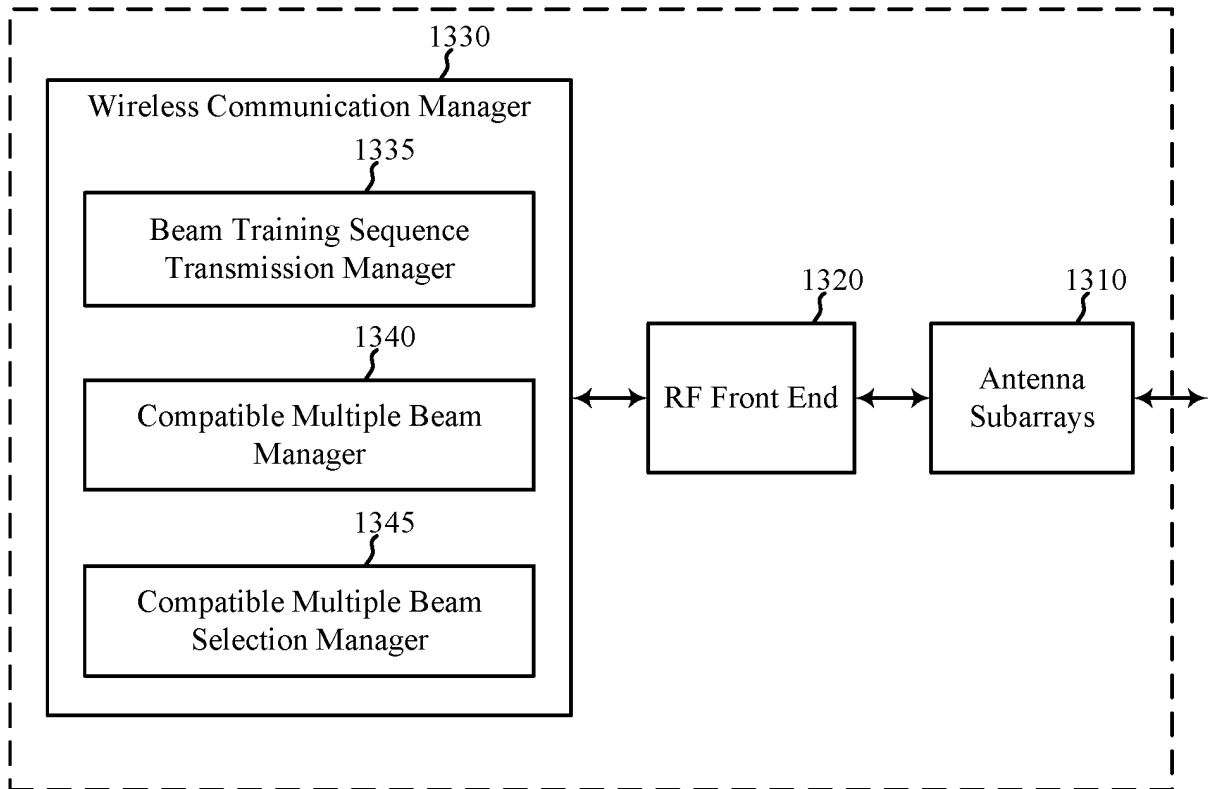 1330
Wireless Communication Manager
1335
Beam Training Sequence
Transmission Manager
1340
Compatible Multiple Beam
Manager
1345
Compatible Multiple Beam
Selection Manager
1320
RF Front End
1310
Antenna
Subarrays